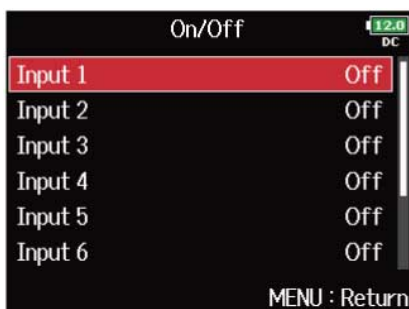 On/Off
12.0
DC
Input 1 Off
Input 2 Off
Input 3 Off
Input 4 Off
Input 5 Off
Input 6 Off
MENU : Return